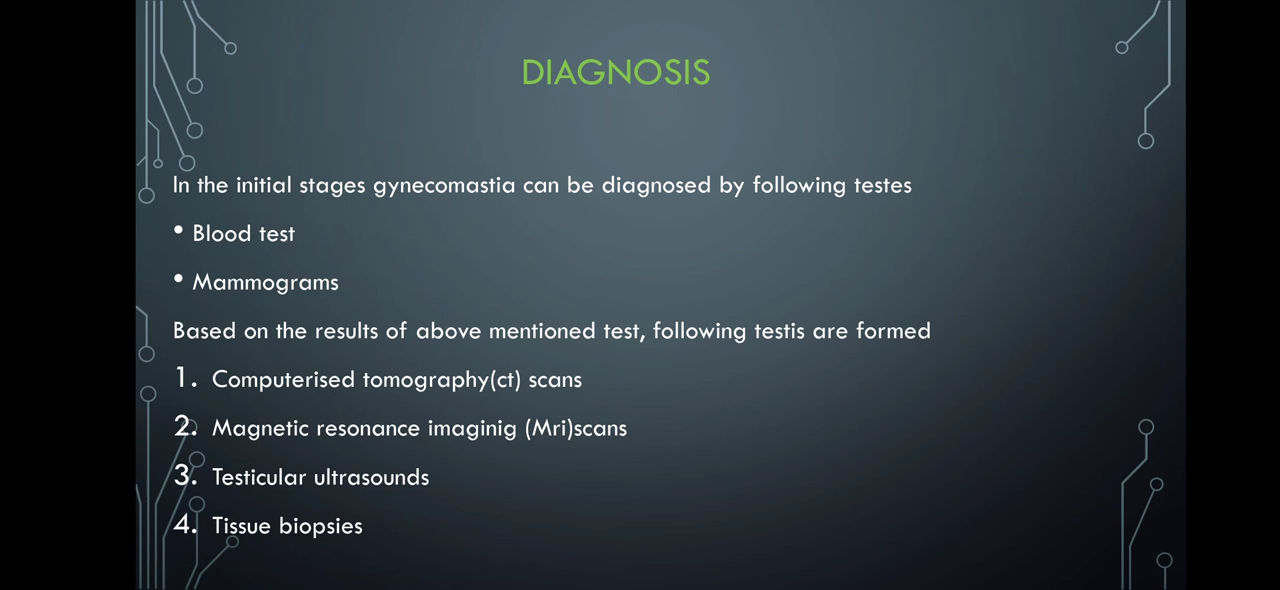 DIAGNOSIS
In the initial stages gynecomastia can be diagnosed by following testes
• Blood test
• Mammograms
Based on the results of above mentioned test, following testis are formed
1. Computerised tomography(ct) scans
2. Magnetic resonance imaginig (Mri)scans
3. Testicular ultrasounds
4. Tissue biopsies